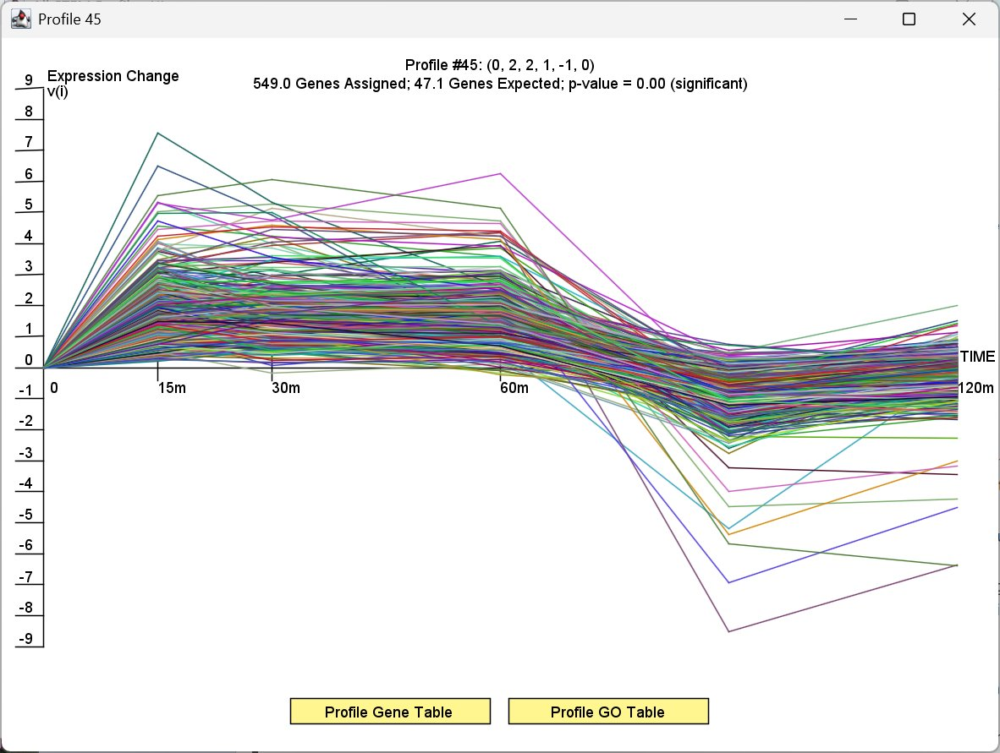 Profile 45
Profile #45: (0, 2, 2, 1, -1, 0)
549.0 Genes Assigned; 47.1 Genes Expected; p-value = 0.00 (significant)
Expression Change
v(i)
9
8
7
6
5
4
3
2
1
0
-1
-2
-3
-4
-5
-6
-7
-8
-9
TIME
0
15m
30m
60m
120m
Profile Gene Table
Profile GO Table